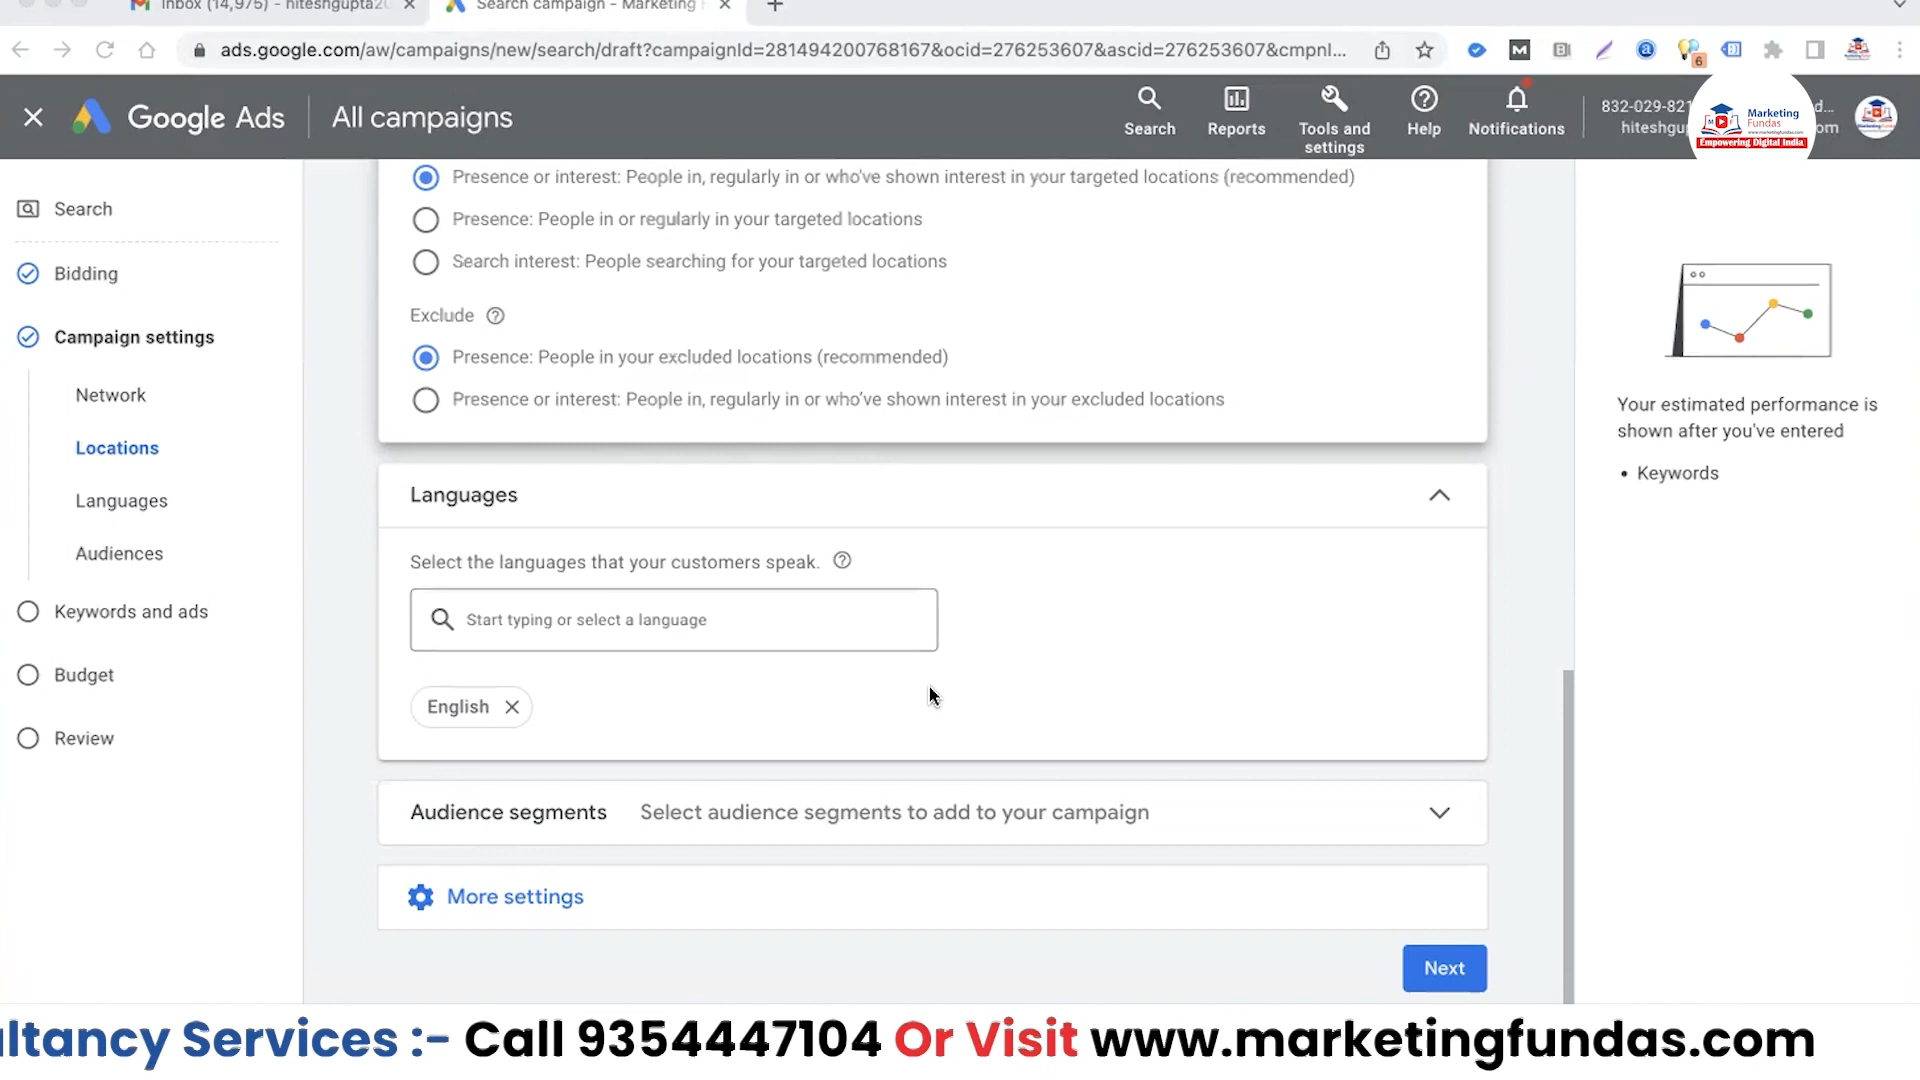 Inbox (14,975) - hiteshgupta20
Search campaign - Marketing F
ads.google.com/aw/campaigns/new/search/draft?campaignId=281494200768167&ocid=276253607&ascid=276253607&cmpnI...
6
Google Ads
All campaigns
Search
Reports
Tools and
settings
Help
Notifications
832-029-821
d...
hiteshgu
om
Marketing
Fundas
www.marketingfundas.com
Empowering Digital India
Search
Bidding
Campaign settings
Network
Locations
Languages
Audiences
Keywords and ads
Budget
Review
Presence or interest: People in, regularly in or who've shown interest in your targeted locations (recommended)
Presence: People in or regularly in your targeted locations
Search interest: People searching for your targeted locations
Exclude
Presence: People in your excluded locations (recommended)
Presence or interest: People in, regularly in or who've shown interest in your excluded locations
Languages
Select the languages that your customers speak.
Start typing or select a language
English
Audience segments Select audience segments to add to your campaign
More settings
Next
Your estimated performance is
shown after you've entered
• Keywords
ltancy Services :- Call 9354447104 Or Visit www.marketingfundas.com